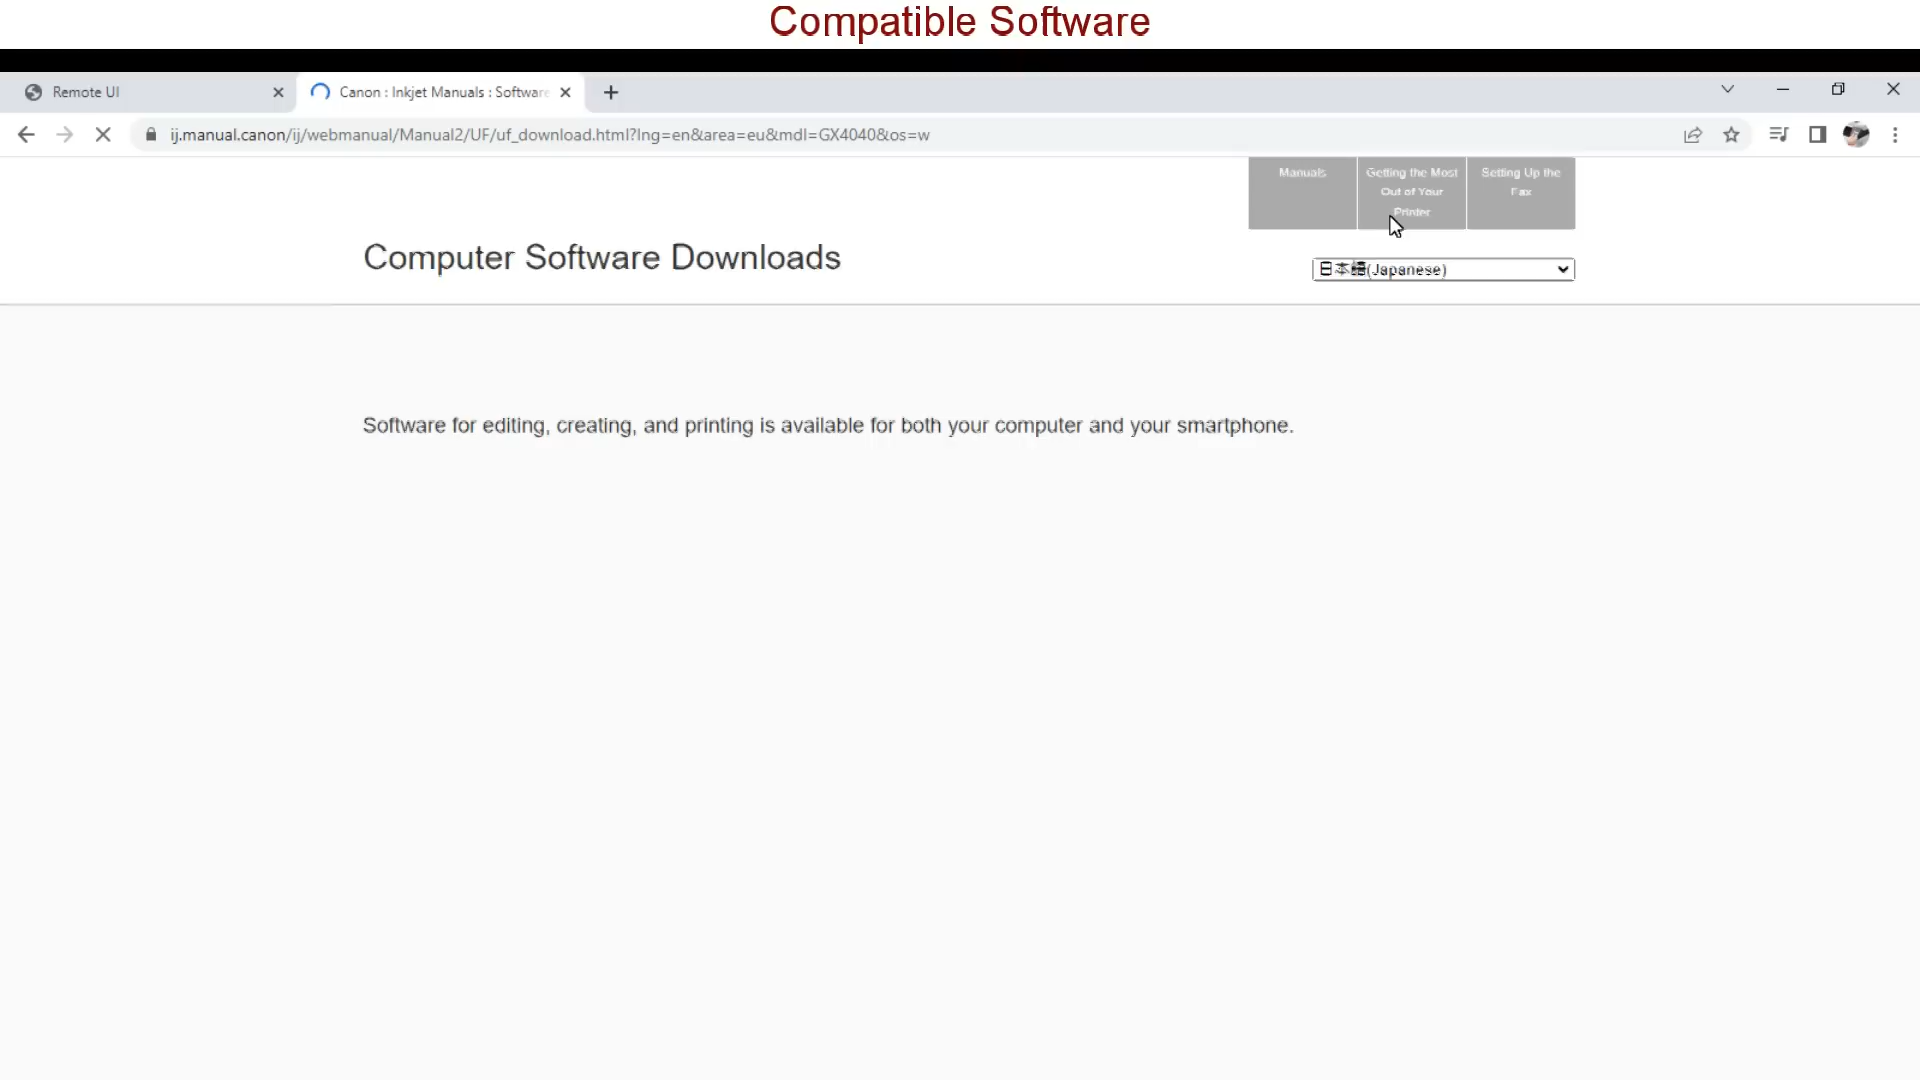 Compatible Software
Remote UI
Canon : Inkjet Manuals : Software
ij.manual.canon/ij/webmanual/Manual2/UF/uf_download.html?lng=en&area=eu&mdl=GX4040&os=w
Manuals
Getting the Most
Out of Your
Printer
Setting Up the
Fax
Computer Software Downloads
日本語(Japanese)
Software for editing, creating, and printing is available for both your computer and your smartphone.